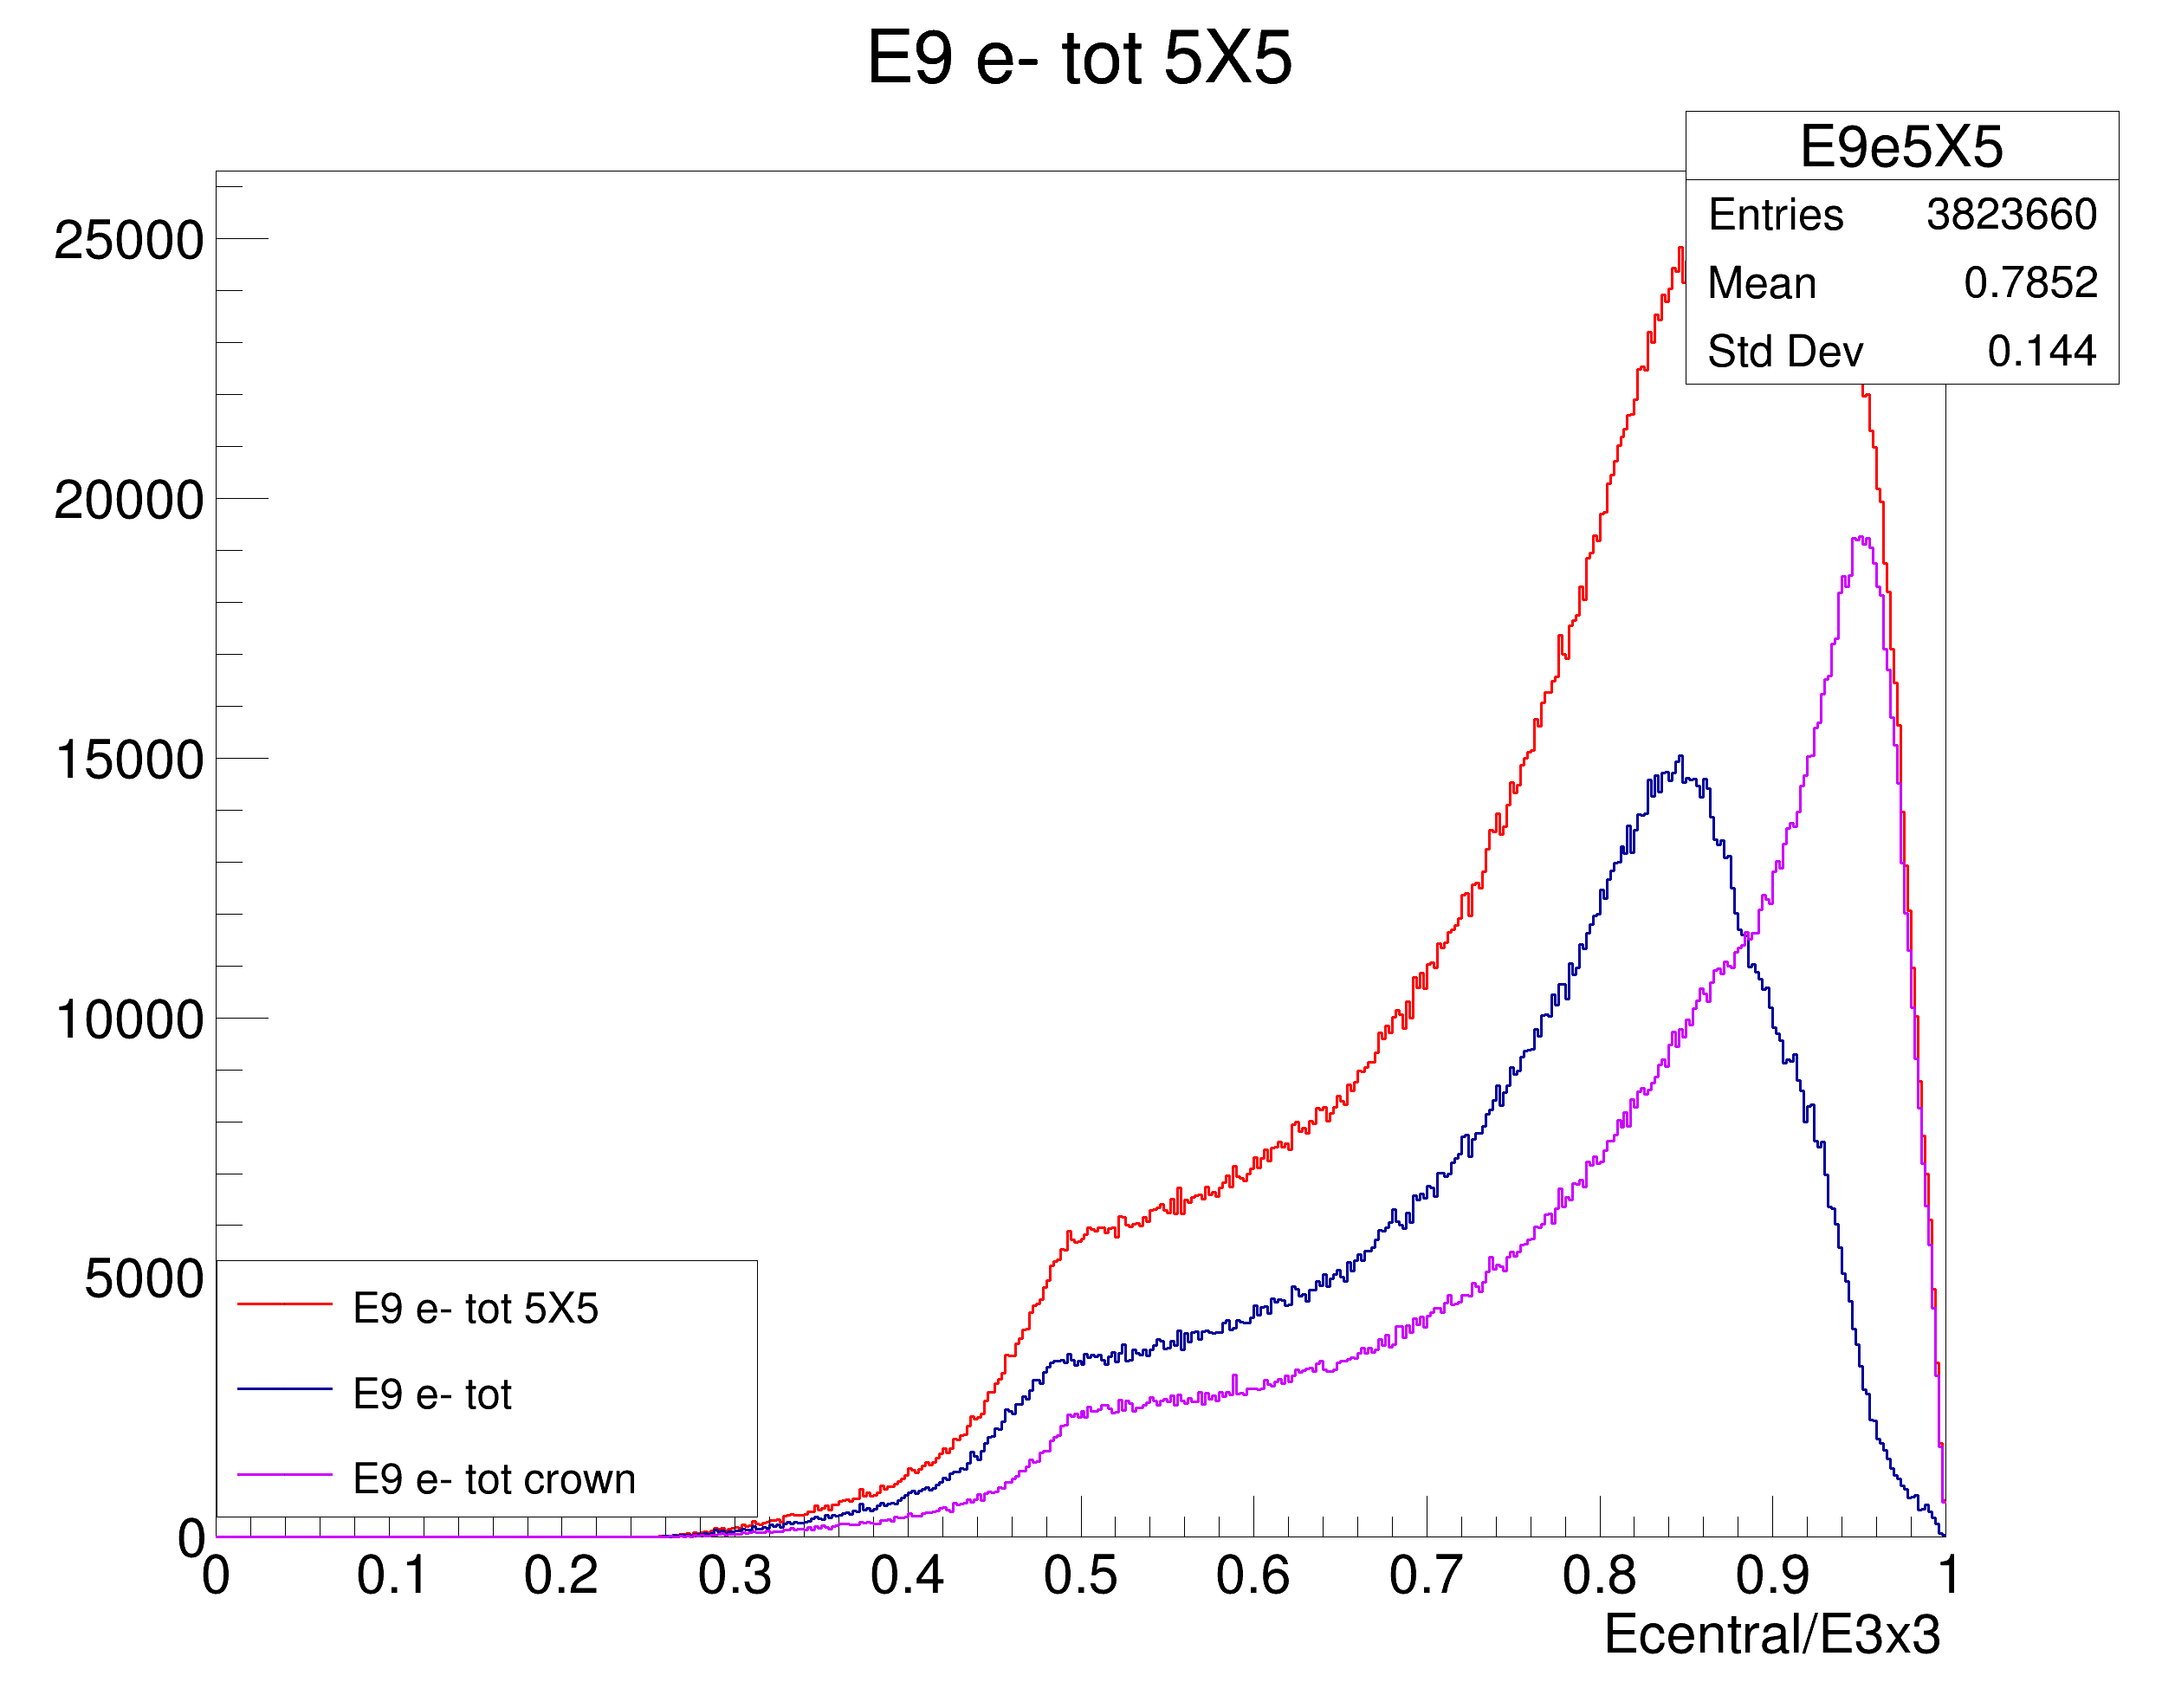 E9 e- tot 5X5
E9e5X5
Entries 3823660
Mean 0.7852
Std Dev 0.144
25000
20000
15000
10000
5000
0
E9 e- tot 5X5
E9 e- tot
E9 e- tot crown
0 0.1 0.2 0.3 0.4 0.5 0.6 0.7 0.8 0.9 1
Ecentral/E3x3